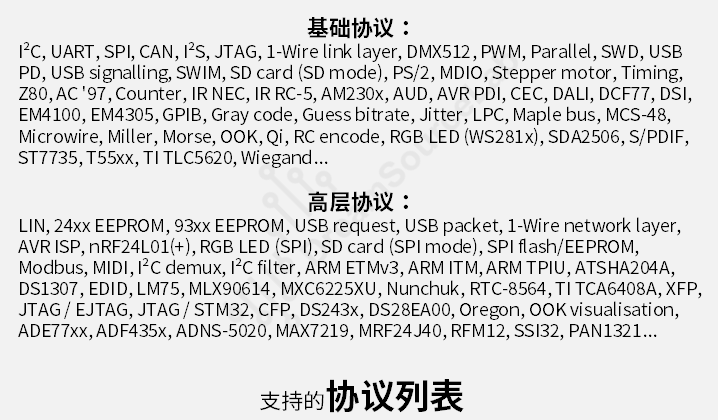 基础协议：
I²C, UART, SPI, CAN, I²S, JTAG, 1-Wire link layer, DMX512, PWM, Parallel, SWD, USB
PD, USB signalling, SWIM, SD card (SD mode), PS/2, MDIO, Stepper motor, Timing,
Z80, AC '97, Counter, IR NEC, IR RC-5, AM230x, AUD, AVR PDI, CEC, DALI, DCF77, DSI,
EM4100, EM4305, GPIB, Gray code, Guess bitrate, Jitter, LPC, Maple bus, MCS-48,
Microwire, Miller, Morse, OOK, Qi, RC encode, RGB LED (WS281x), SDA2506, S/PDIF,
ST7735, T55xx, TI TLC5620, Wiegand...
高层协议：
LIN, 24xx EEPROM, 93xx EEPROM, USB request, USB packet, 1-Wire network layer,
AVR ISP, nRF24L01(+), RGB LED (SPI), SD card (SPI mode), SPI flash/EEPROM,
Modbus, MIDI, I²C demux, I²C filter, ARM ETMv3, ARM ITM, ARM TPIU, ATSHA204A,
DS1307, EDID, LM75, MLX90614, MXC6225XU, Nunchuk, RTC-8564, TI TCA6408A, XFP,
JTAG / EJTAG, JTAG / STM32, CFP, DS243x, DS28EA00, Oregon, OOK visualisation,
ADE77xx, ADF435x, ADNS-5020, MAX7219, MRF24J40, RFM12, SSI32, PAN1321...
支持的协议列表